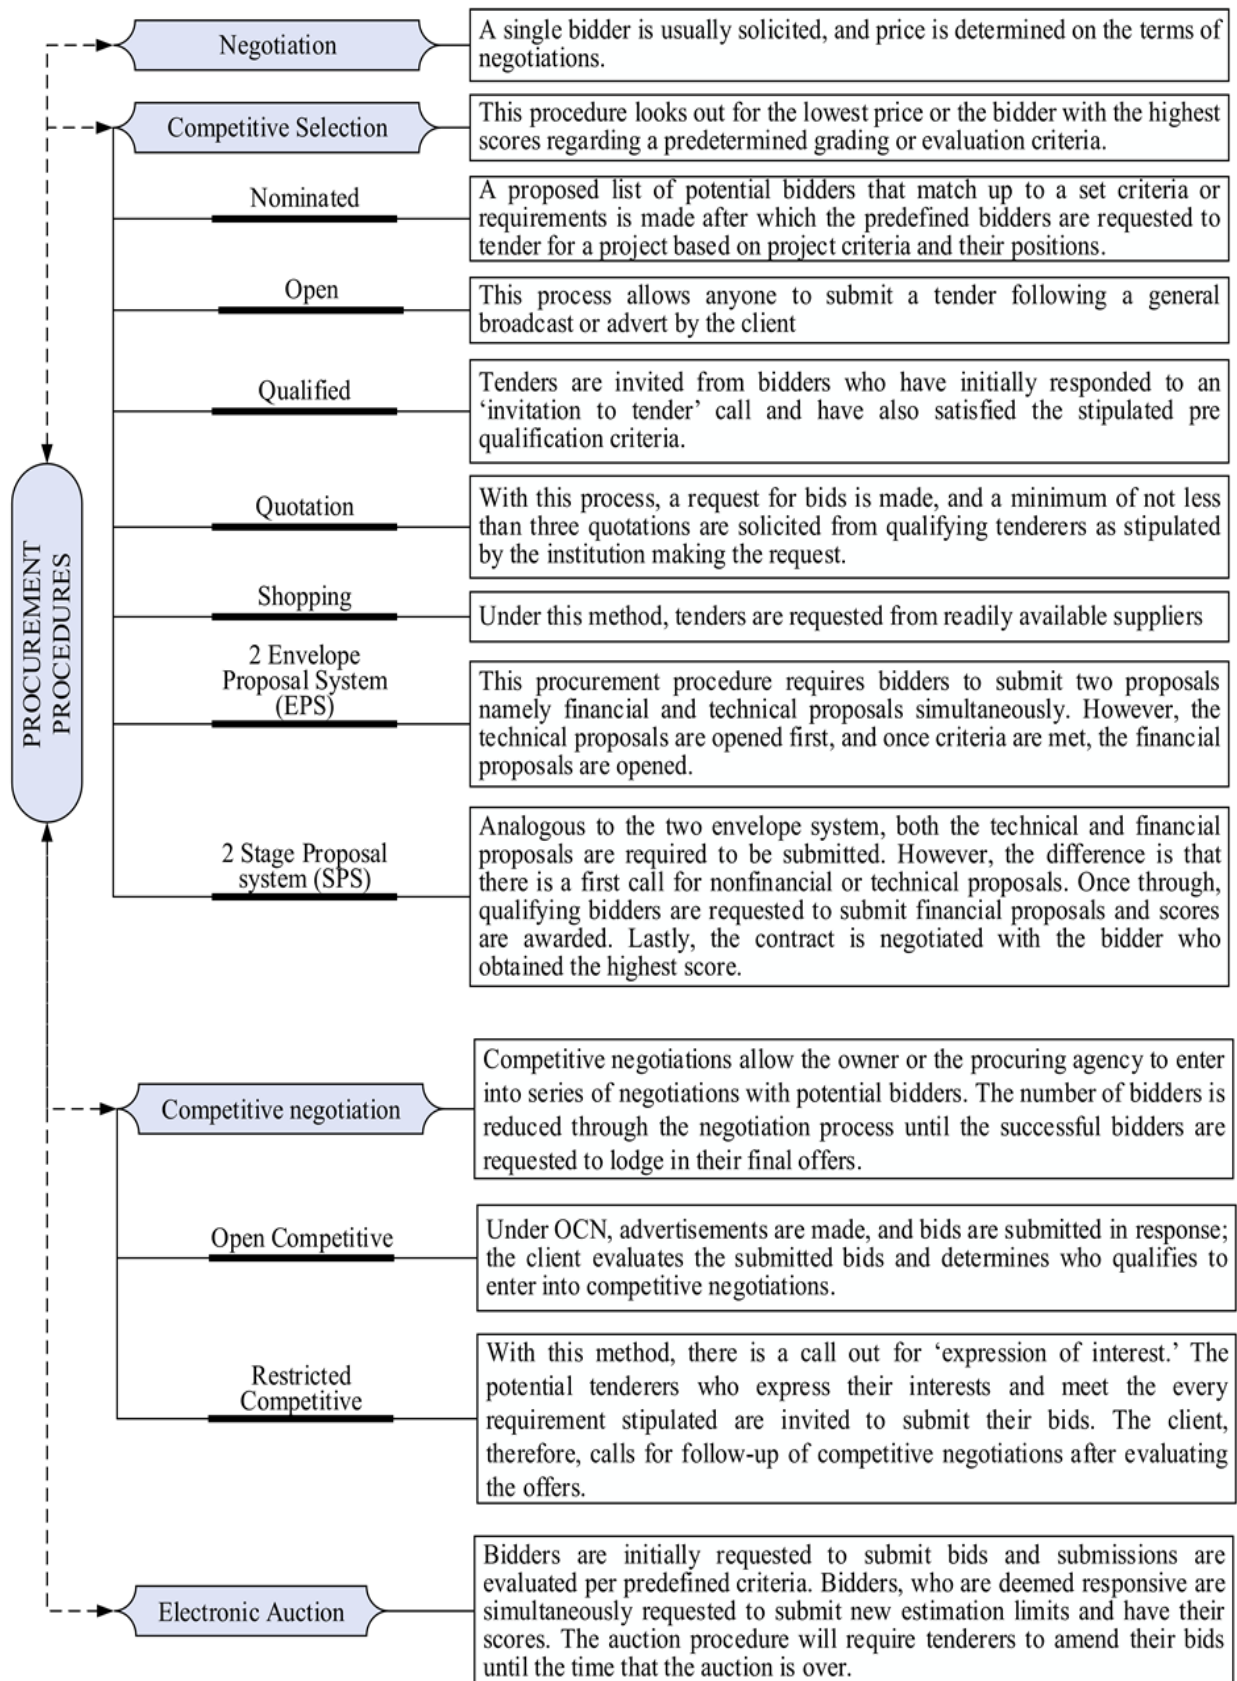 Negotiation
A single bidder is usually solicited, and price is determined on the terms of
negotiations.
Competitive Selection
This procedure looks out for the lowest price or the bidder with the highest
scores regarding a predetermined grading or evaluation criteria.
Nominated
A proposed list of potential bidders that match up to a set criteria or
requirements is made after which the predefined bidders are requested to
tender for a project based on project criteria and their positions.
Open
This process allows anyone to submit a tender following a general
broadcast or advert by the client
Qualified
Tenders are invited from bidders who have initially responded to an
‘invitation to tender’ call and have also satisfied the stipulated pre
qualification criteria.
Quotation
With this process, a request for bids is made, and a minimum of not less
than three quotations are solicited from qualifying tenderers as stipulated
by the institution making the request.
Shopping
Under this method, tenders are requested from readily available suppliers
2 Envelope
Proposal System
(EPS)
This procurement procedure requires bidders to submit two proposals
namely financial and technical proposals simultaneously. However, the
technical proposals are opened first, and once criteria are met, the financial
proposals are opened.
PROCUREMENT
PROCEDURES
2 Stage Proposal
system (SPS)
Analogous to the two envelope system, both the technical and financial
proposals are required to be submitted. However, the difference is that
there is a first call for nonfinancial or technical proposals. Once through,
qualifying bidders are requested to submit financial proposals and scores
are awarded. Lastly, the contract is negotiated with the bidder who
obtained the highest score.
Competitive negotiation
Competitive negotiations allow the owner or the procuring agency to enter
into series of negotiations with potential bidders. The number of bidders is
reduced through the negotiation process until the successful bidders are
requested to lodge in their final offers.
Open Competitive
Under OCN, advertisements are made, and bids are submitted in response;
the client evaluates the submitted bids and determines who qualifies to
enter into competitive negotiations.
Restricted
Competitive
With this method, there is a call out for ‘expression of interest.’ The
potential tenderers who express their interests and meet the every
requirement stipulated are invited to submit their bids. The client,
therefore, calls for follow-up of competitive negotiations after evaluating
the offers.
Electronic Auction
Bidders are initially requested to submit bids and submissions are
evaluated per predefined criteria. Bidders, who are deemed responsive are
simultaneously requested to submit new estimation limits and have their
scores. The auction procedure will require tenderers to amend their bids
until the time that the auction is over.